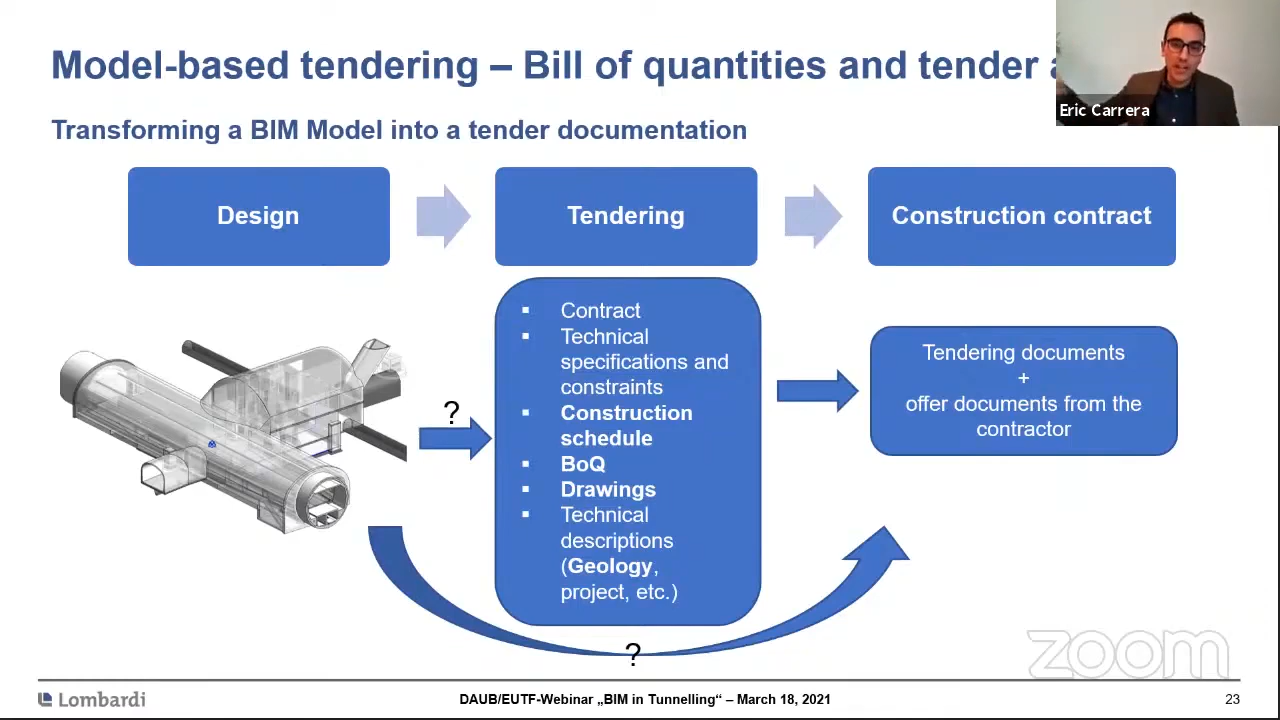 Model-based tendering – Bill of quantities and tender
Eric Carrera
Transforming a BIM Model into a tender documentation
Design
Tendering
Construction contract
?
▪ Contract
▪ Technical
specifications and
constraints
▪ Construction
schedule
▪ BoQ
▪ Drawings
▪ Technical
descriptions
(Geology,
project, etc.)
Tendering documents
+
offer documents from the
contractor
?
zoom
Lombardi
DAUB/EUTF-Webinar „BIM in Tunnelling“ – March 18, 2021
23